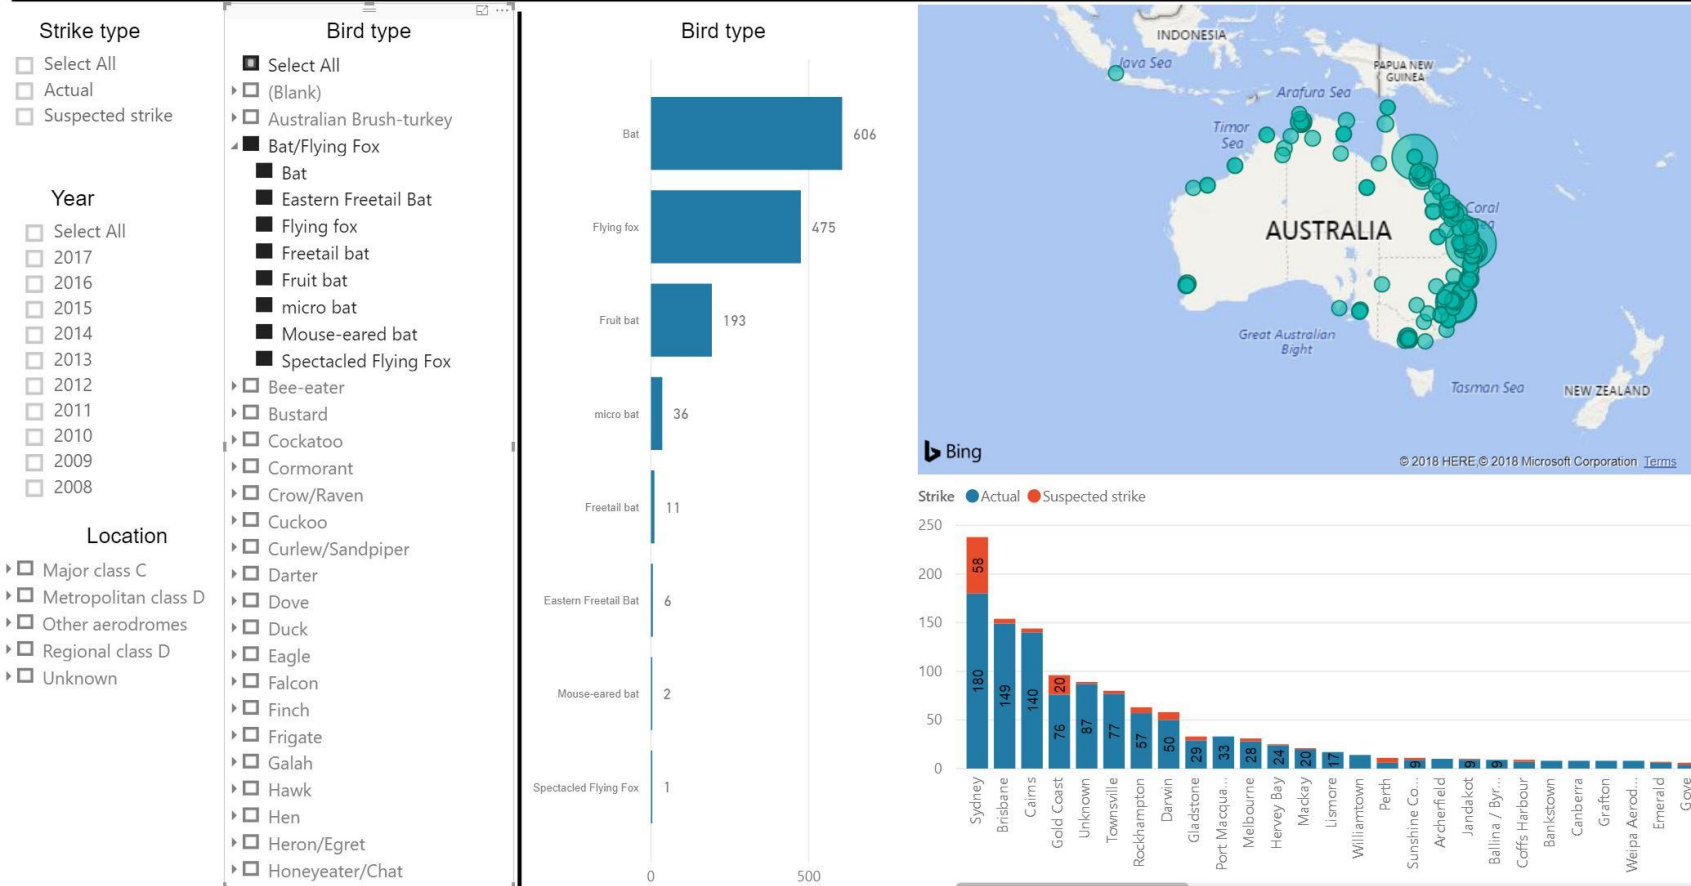 Strike type
Select All
Actual
Suspected strike
Year
Select All
2017
2016
2015
2014
2013
2012
2011
2010
2009
2008
Location
Major class C
Metropolitan class D
Other aerodromes
Regional class D
Unknown
Bird type
Select All
(Blank)
Australian Brush-turkey
Bat/Flying Fox
Bat
Eastern Freetail Bat
Flying fox
Freetail bat
Fruit bat
micro bat
Mouse-eared bat
Spectacled Flying Fox
Bee-eater
Bustard
Cockatoo
Cormorant
Crow/Raven
Cuckoo
Curlew/Sandpiper
Darter
Dove
Duck
Eagle
Falcon
Finch
Frigate
Galah
Hawk
Hen
Heron/Egret
Honeyeater/Chat
Bird type
Bat 606
Flying fox 475
Fruit bat 193
micro bat 36
Freetail bat 11
Eastern Freetail Bat 6
Mouse-eared bat 2
Spectacled Flying Fox 1
0 500
INDONESIA
Java Sea
PAPUA NEW
GUINEA
Arafura Sea
Timor
Sea
Coral
AUSTRALIA
Great Australian
Bight
Tasman Sea
NEW ZEALAND
Bing
© 2018 HERE,© 2018 Microsoft Corporation Terms
Strike Actual Suspected strike
250
200
150
100
50
0
58
180
149
140
20
76
87
77
57
50
29
33
28
24
20
17
9
9
9
Sydney
Brisbane
Cairns
Gold Coast
Unknown
Townsville
Rockhampton
Darwin
Gladstone
Port Macqua...
Melbourne
Hervey Bay
Mackay
Lismore
Williamtown
Perth
Sunshine Co...
Archerfield
Jandakot
Ballina / Byr...
Coffs Harbour
Bankstown
Canberra
Grafton
Weipa Aerod...
Emerald
Gove